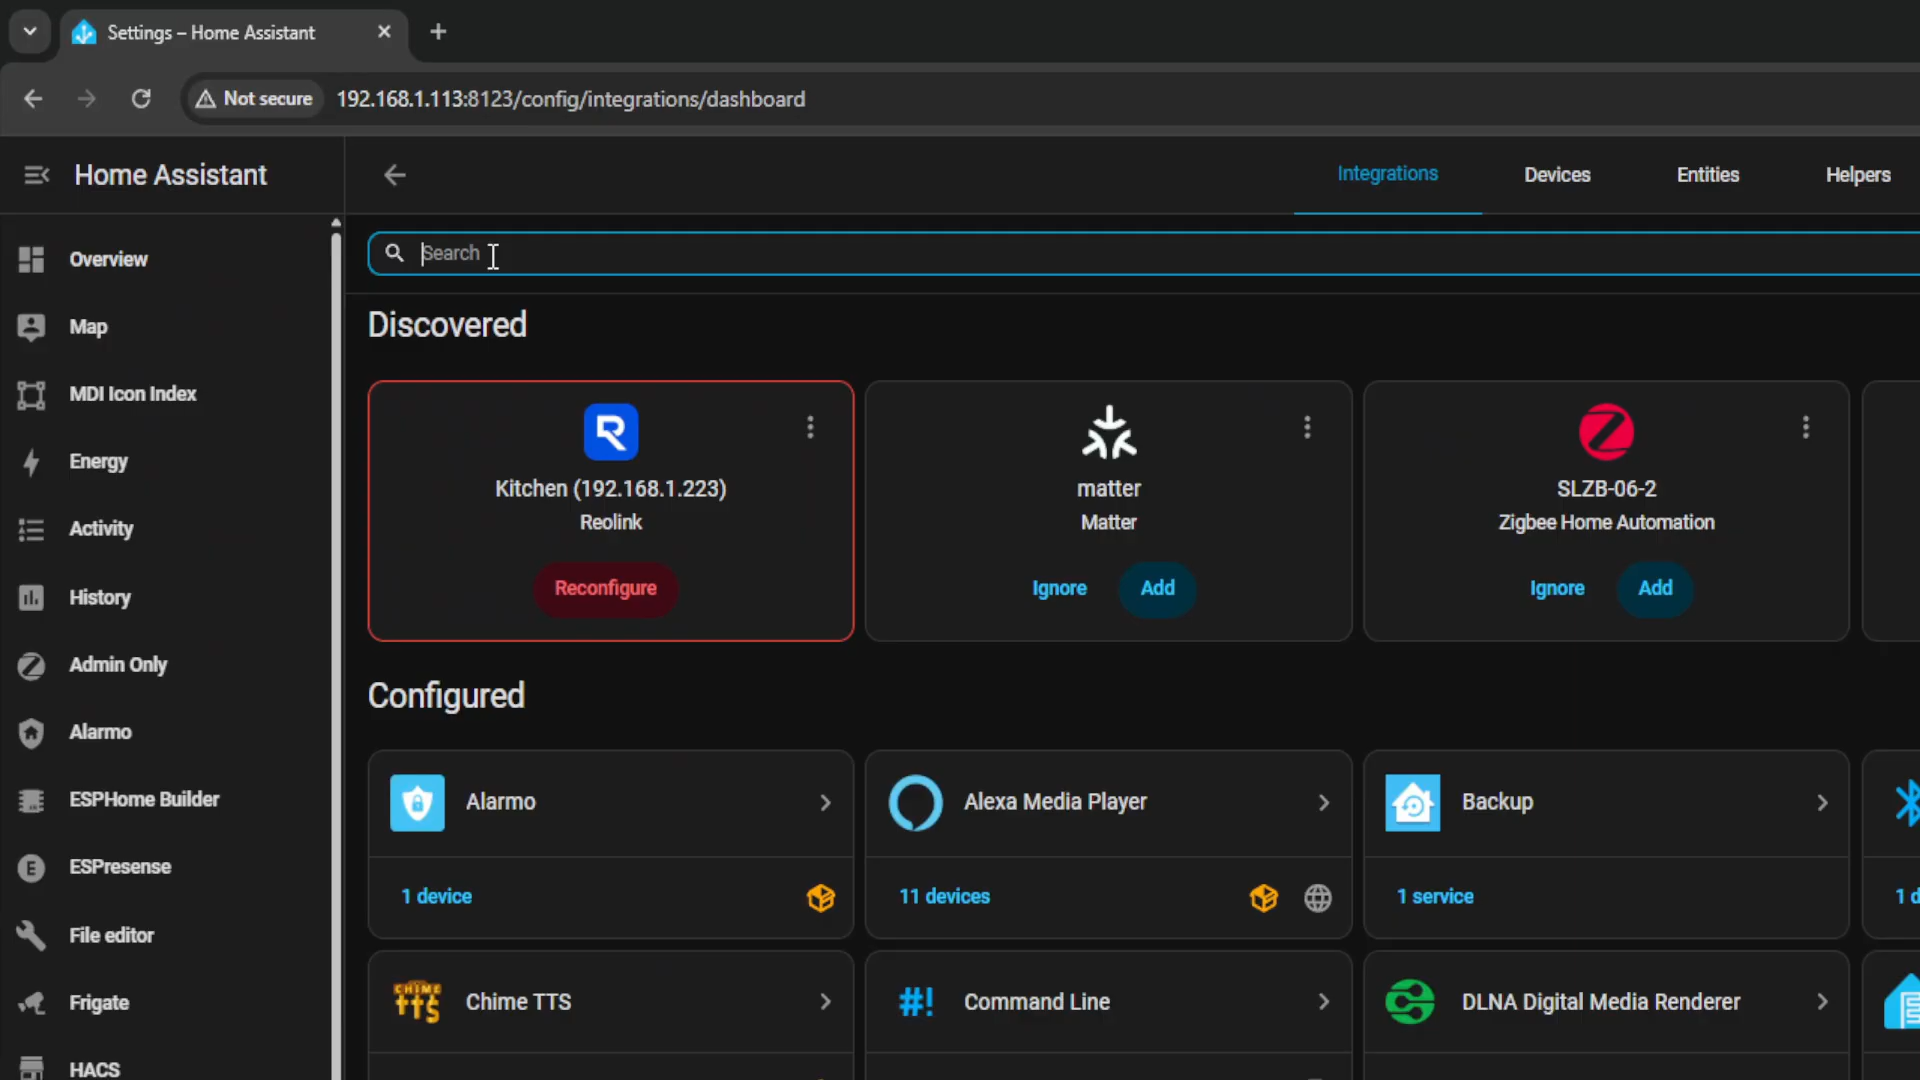 Settings – Home Assistant
Not secure
192.168.1.113:8123/config/integrations/dashboard
Home Assistant
Integrations
Devices
Entities
Helpers
Overview
Map
MDI Icon Index
Energy
Activity
History
Admin Only
Alarmo
ESPHome Builder
ESPresense
File editor
Frigate
HACS
Search
Discovered
Kitchen (192.168.1.223)
Reolink
Reconfigure
matter
Matter
Ignore
Add
SLZB-06-2
Zigbee Home Automation
Ignore
Add
Configured
Alarmo
1 device
Alexa Media Player
11 devices
Backup
1 service
1 d
CHIME
TTS
Chime TTS
#!
Command Line
DLNA Digital Media Renderer